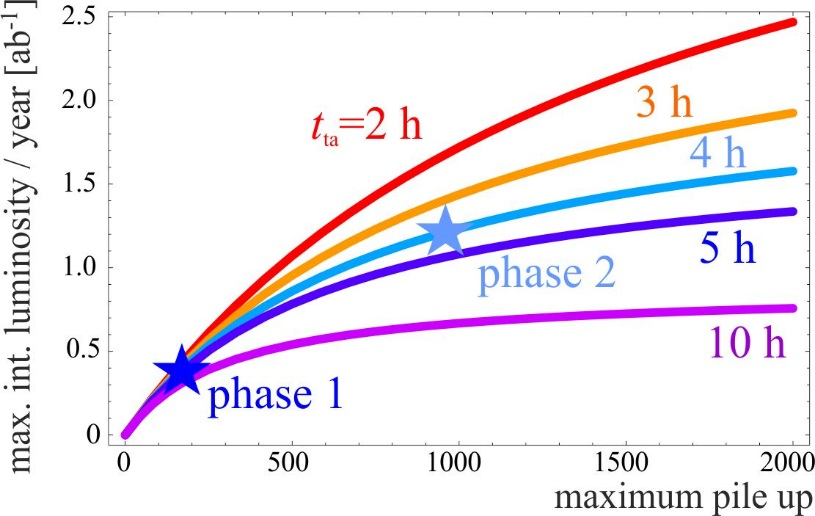 max. int. luminosity / year [ab⁻¹]
2.5
2.0
1.5
1.0
0.5
0
tta=2 h
3 h
4 h
5 h
10 h
phase 2
phase 1
0 500 1000 1500 2000
maximum pile up